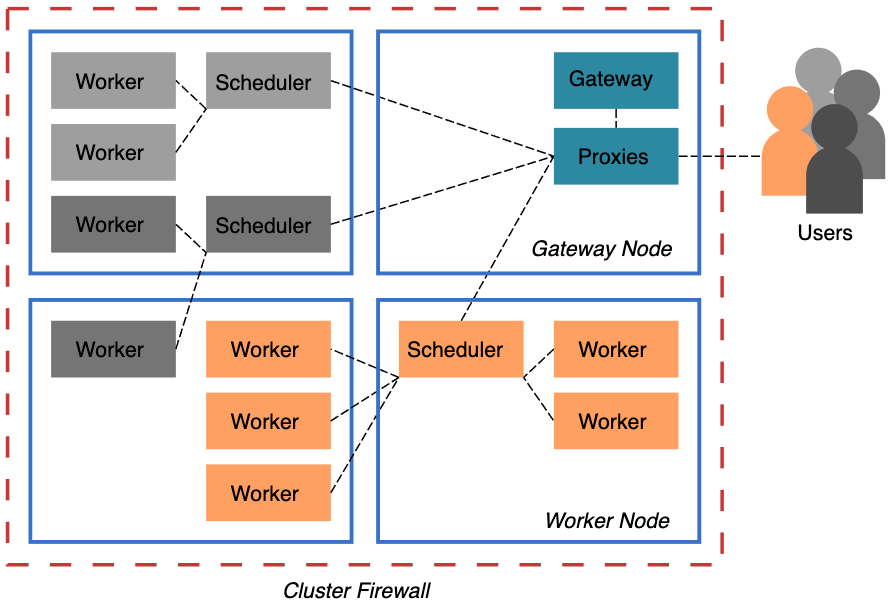 Worker
Scheduler
Worker
Worker
Scheduler
Gateway
Proxies
Gateway Node
Users
Worker
Worker
Worker
Worker
Scheduler
Worker
Worker
Worker Node
Cluster Firewall